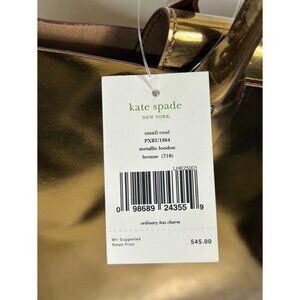 kate spade
NEW YORK
small coal
PXRU1864
metallic london
bronze (710)
0 98689 24355 9
ordinary has charm
Mfr Suggested
Retail Price
545.00